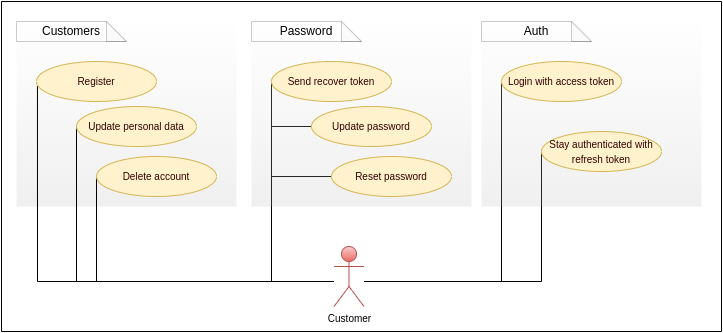 Customers
Register
Update personal data
Delete account
Password
Send recover token
Update password
Reset password
Auth
Login with access token
Stay authenticated with
refresh token
Customer